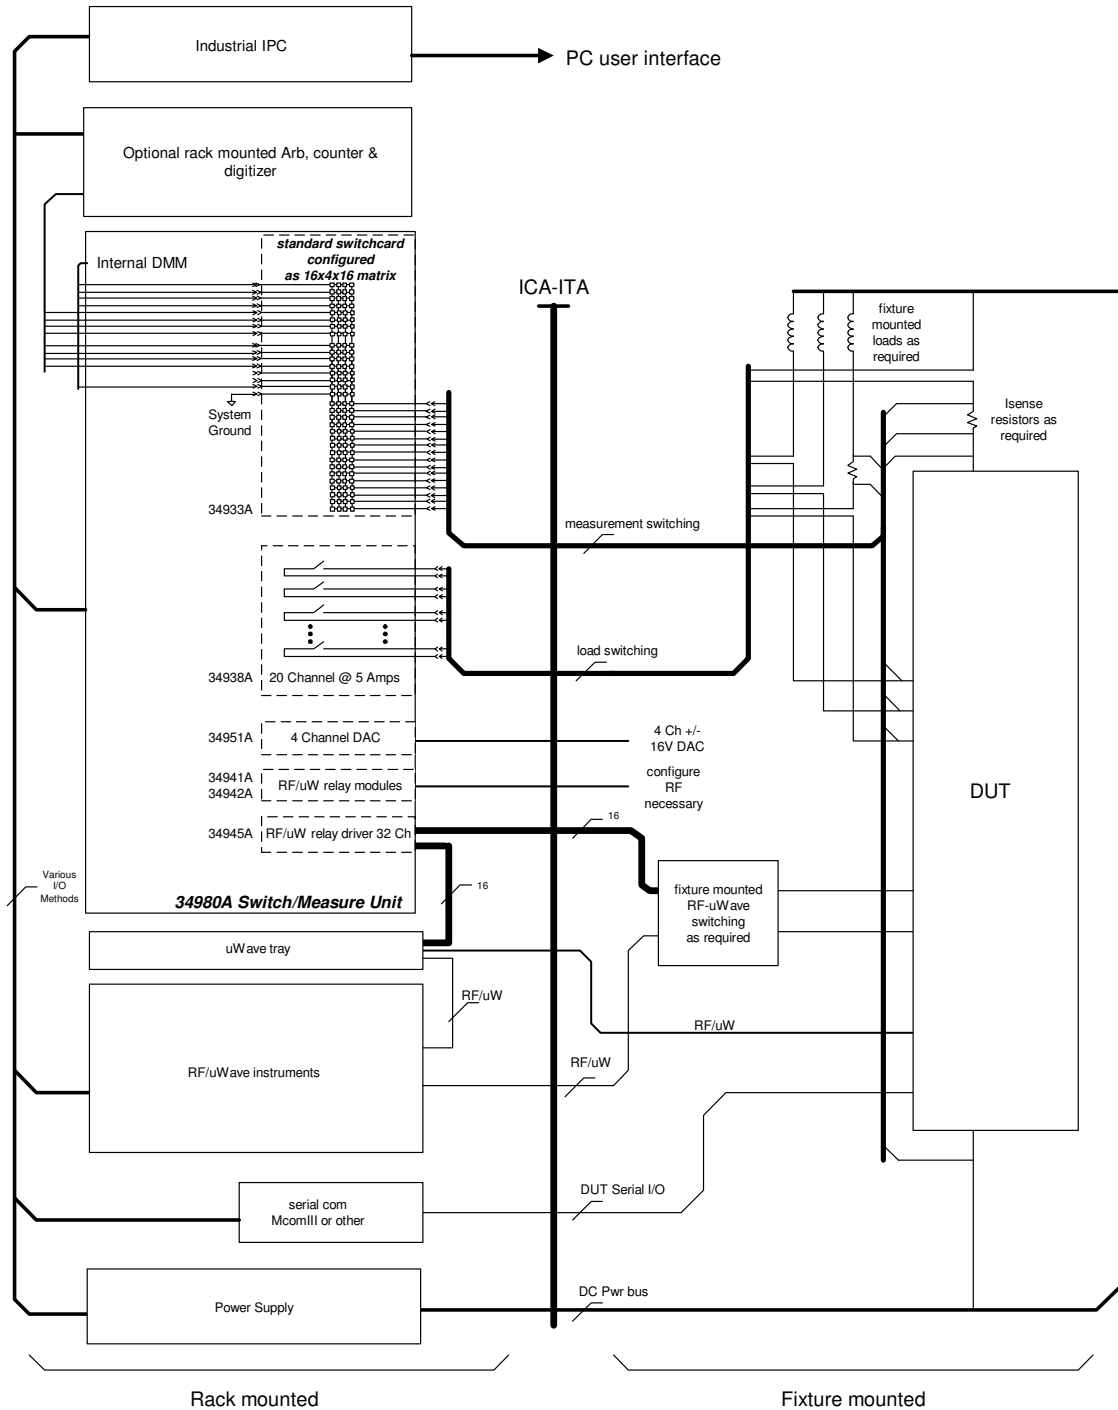 Industrial IPC
PC user interface
Optional rack mounted Arb, counter &
digitizer
standard switchcard
configured
as 16x4x16 matrix
Internal DMM
System
Ground
34933A
ICA-ITA
fixture
mounted
loads as
required
Isense
resistors as
required
measurement switching
load switching
34938A
20 Channel @ 5 Amps
34951A
4 Channel DAC
4 Ch +/-
16V DAC
34941A
34942A
RF/uW relay modules
configure
RF
necessary
34945A
RF/uW relay driver 32 Ch
16
DUT
Various
I/O
Methods
16
34980A Switch/Measure Unit
fixture mounted
RF-uWave
switching
as required
uWave tray
RF/uW
RF/uW
RF/uWave instruments
RF/uW
serial com
McomIII or other
DUT Serial I/O
Power Supply
DC Pwr bus
Rack mounted
Fixture mounted